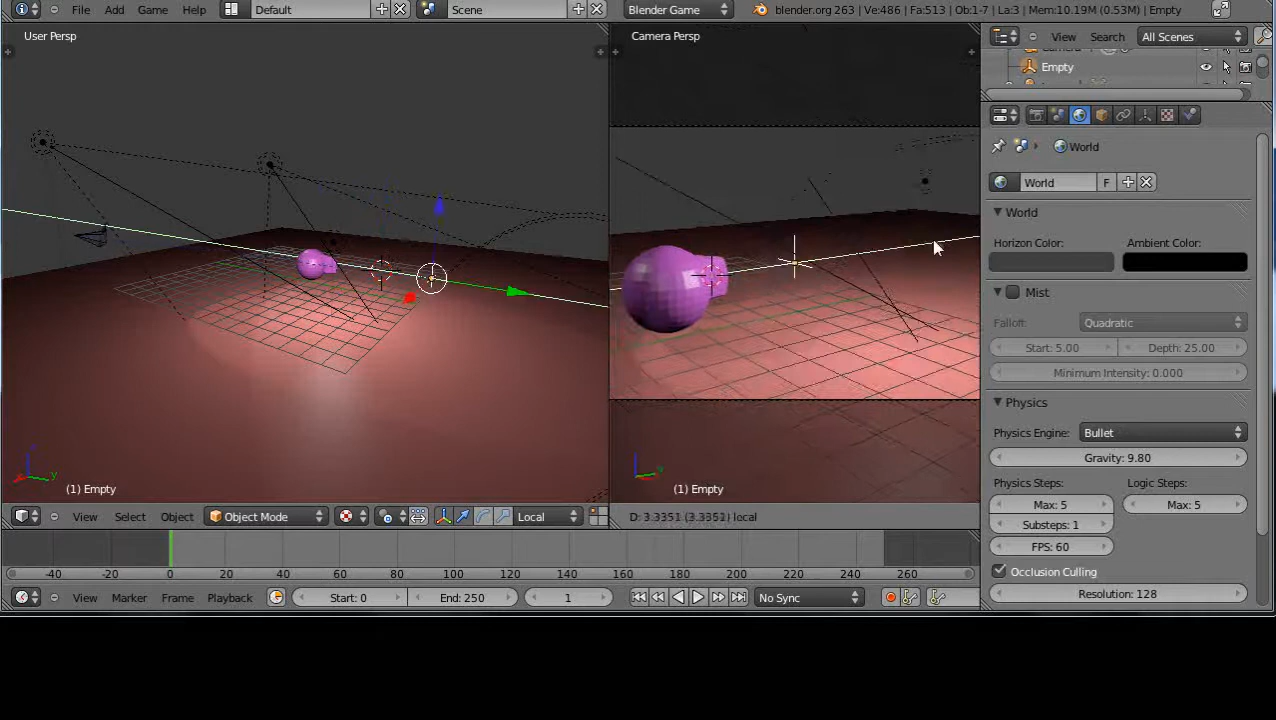 File Add Game Help Default Scene Blender Game blender.org 263 | Ve:486 | Fa:513 | Ob:1-7 | La:3 | Mem:10.19M (0.53M) | Empty
User Persp
Camera Persp
View Search All Scenes
Empty
World
World F
World
Horizon Color: Ambient Color:
Mist
Falloff: Quadratic
Start: 5.00 Depth: 25.00
Minimum Intensity: 0.000
Physics
Physics Engine: Bullet
Gravity: 9.80
Physics Steps: Logic Steps:
Max: 5 Max: 5
Substeps: 1
FPS: 60
Occlusion Culling
Resolution: 128
z
x y
(1) Empty
(1) Empty
View Select Object Object Mode Local
D: 3.3351 (3.3351) local
-40 -20 0 20 40 60 80 100 120 140 160 180 200 220 240 260
View Marker Frame Playback Start: 0 End: 250 1 No Sync